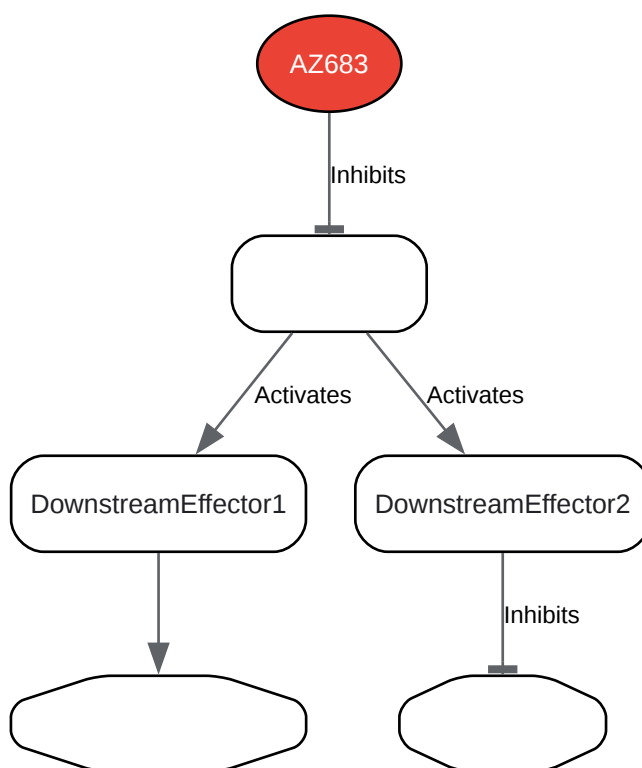 AZ683
Inhibits
Activates
Activates
DownstreamEffector1
DownstreamEffector2
Inhibits